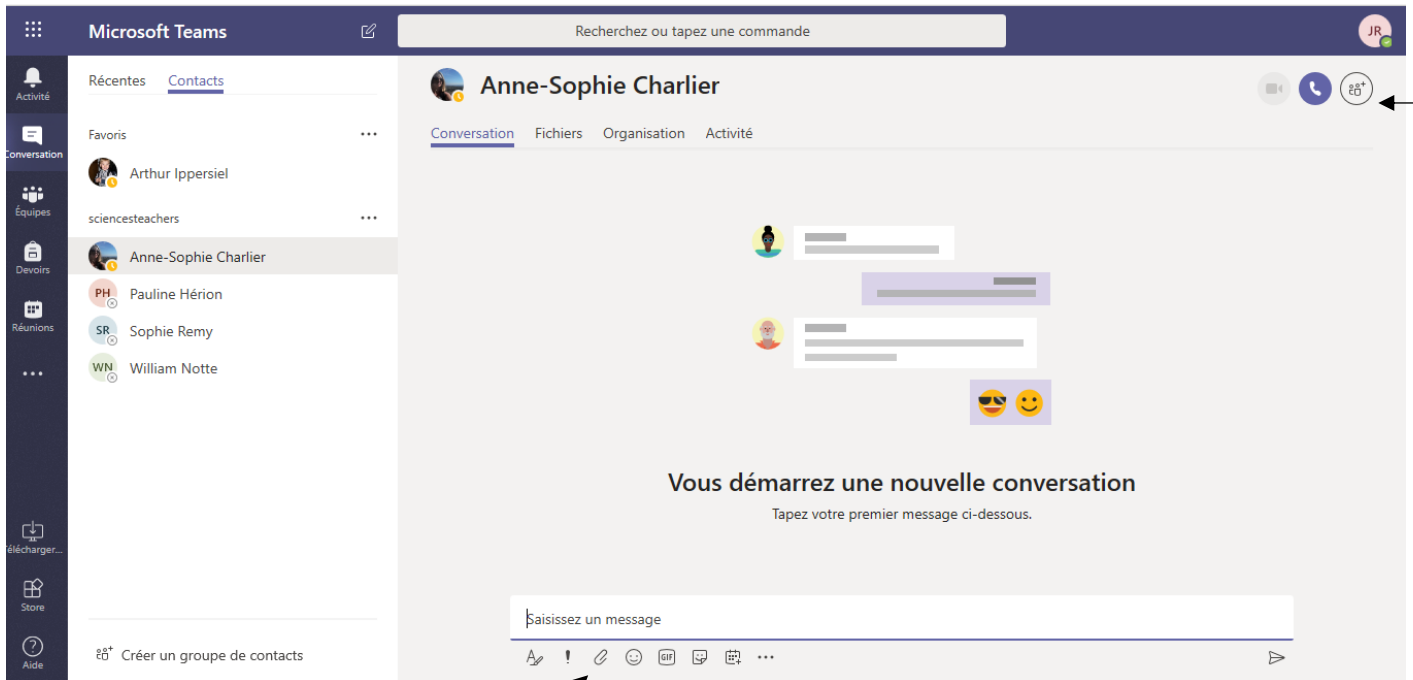 Microsoft Teams
Recherchez ou tapez une commande
JR
Activité
Conversation
Équipes
Devoirs
Réunions
Télécharger...
Store
Aide
Récentes Contacts
Favoris
Arthur Ippersiel
sciencesteachers
Anne-Sophie Charlier
PH Pauline Hérion
SR Sophie Remy
WN William Notte
Créer un groupe de contacts
Anne-Sophie Charlier
Conversation Fichiers Organisation Activité
Vous démarrez une nouvelle conversation
Tapez votre premier message ci-dessous.
Saisissez un message
GIF